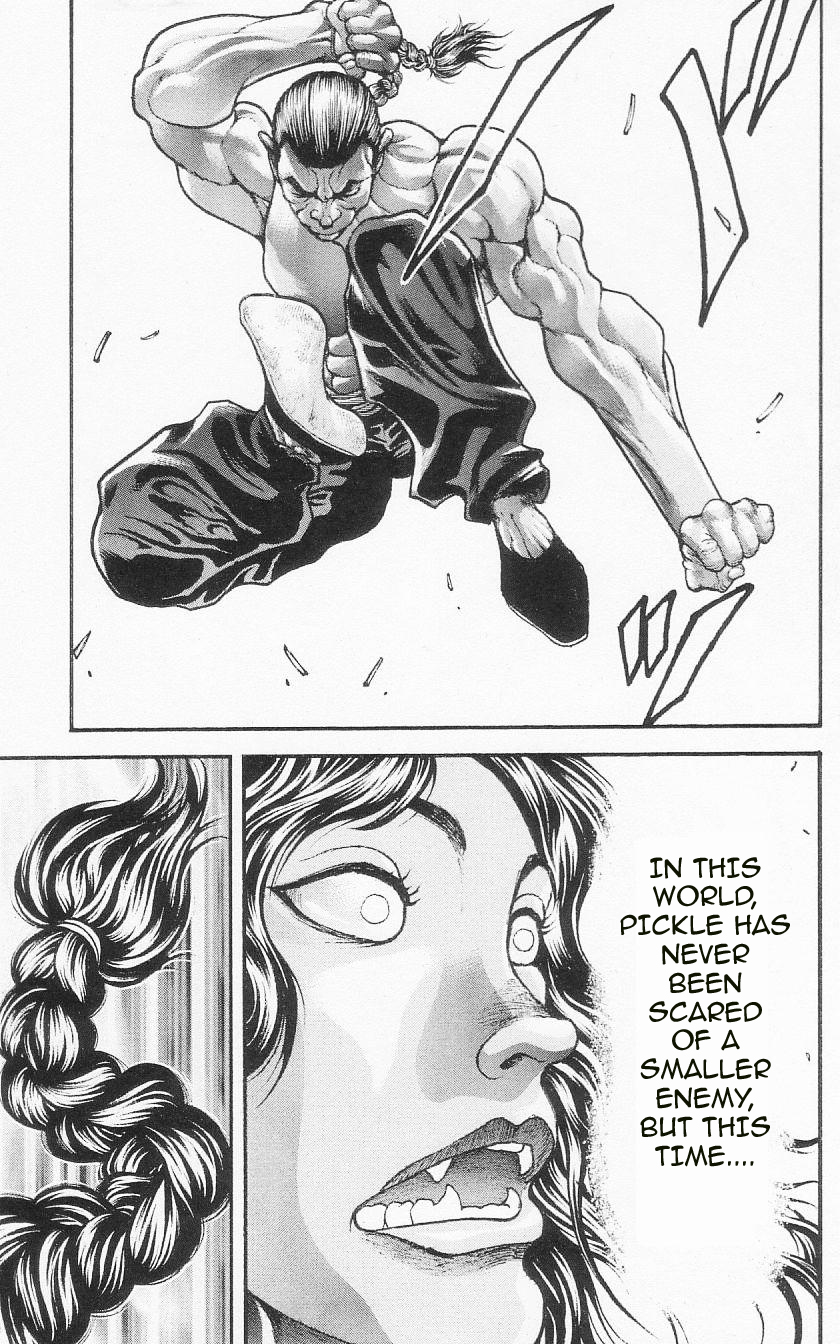 IN THIS
WORLD,
PICKLE HAS
NEVER
BEEN
SCARED
OF A
SMALLER
ENEMY,
BUT THIS
TIME....